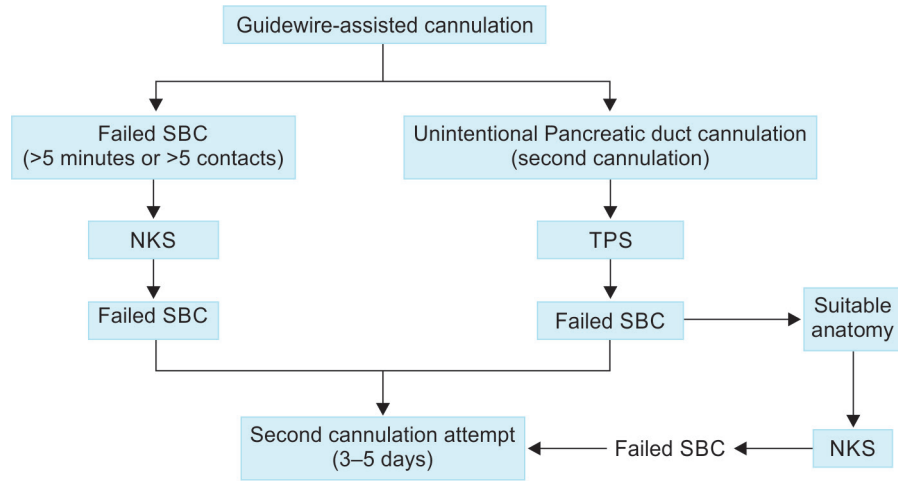 Guidewire-assisted cannulation
Failed SBC
(>5 minutes or >5 contacts)
Unintentional Pancreatic duct cannulation
(second cannulation)
NKS
TPS
Failed SBC
Failed SBC
Suitable
anatomy
Second cannulation attempt
(3–5 days)
Failed SBC
NKS